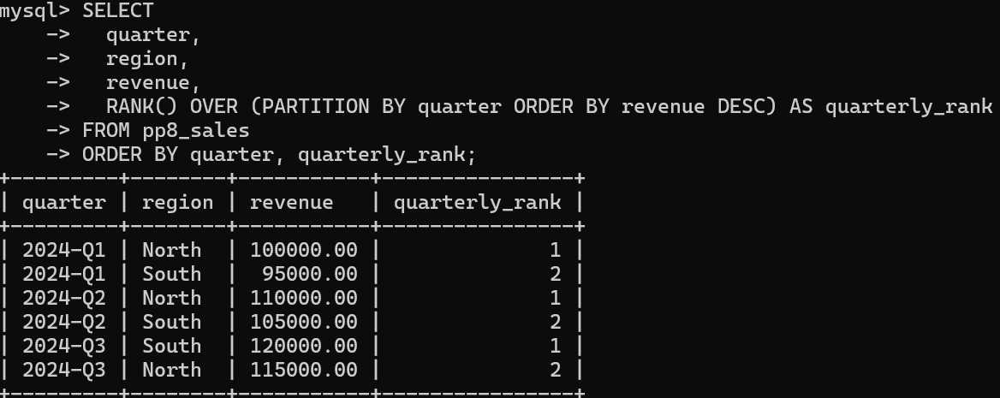 mysql> SELECT
    ->   quarter,
    ->   region,
    ->   revenue,
    ->   RANK() OVER (PARTITION BY quarter ORDER BY revenue DESC) AS quarterly_rank
    -> FROM pp8_sales
    -> ORDER BY quarter, quarterly_rank;
+---------+--------+-----------+----------------+
| quarter | region | revenue   | quarterly_rank |
+---------+--------+-----------+----------------+
| 2024-Q1 | North  | 100000.00 |              1 |
| 2024-Q1 | South  |  95000.00 |              2 |
| 2024-Q2 | North  | 110000.00 |              1 |
| 2024-Q2 | South  | 105000.00 |              2 |
| 2024-Q3 | South  | 120000.00 |              1 |
| 2024-Q3 | North  | 115000.00 |              2 |
+---------+--------+-----------+----------------+